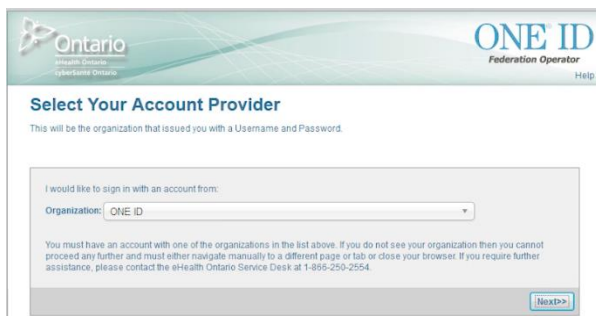 Ontario
eHealth Ontario
cyberSanté Ontario
ONE ID
Federation Operator
Help
Select Your Account Provider
This will be the organization that issued you with a Username and Password.
I would like to sign in with an account from:
Organization: ONE ID
You must have an account with one of the organizations in the list above. If you do not see your organization then you cannot
proceed any further and must either navigate manually to a different page or tab or close your browser. If you require further
assistance, please contact the eHealth Ontario Service Desk at 1-866-250-2554.
Next>>